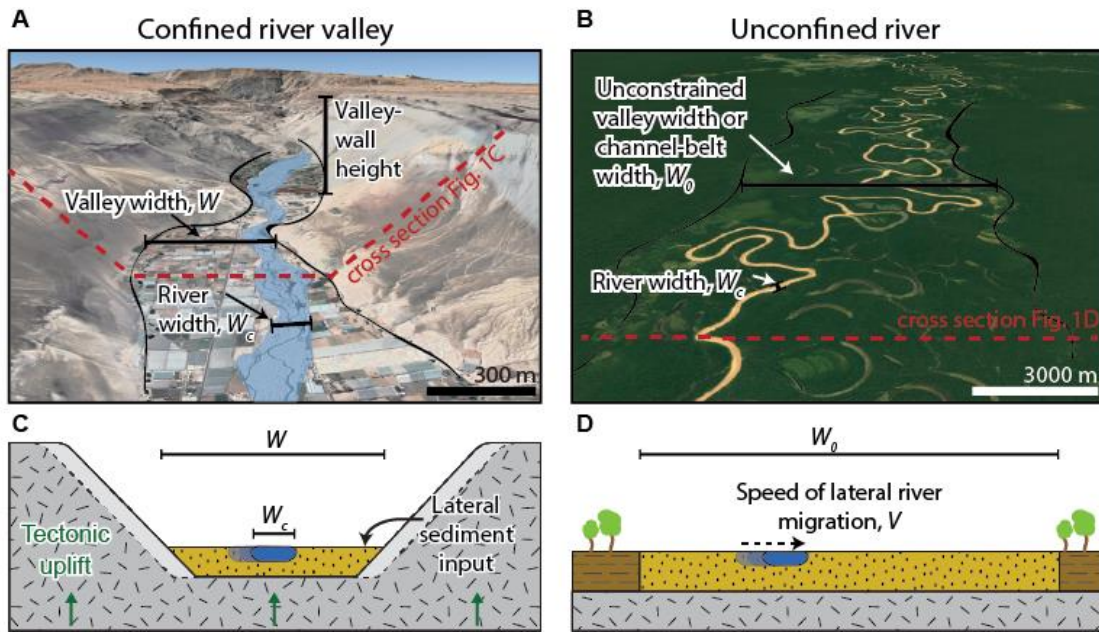 A
Confined river valley
B
Unconfined river
Valley-
wall
height
Valley width, W
cross section Fig. 1C
River
width, Wc
300 m
Unconstrained
valley width or
channel-belt
width, W0
River width, Wc
cross section Fig. 1D
3000 m
C
W
Wc
Lateral
sediment
input
Tectonic
uplift
D
W0
Speed of lateral river
migration, V